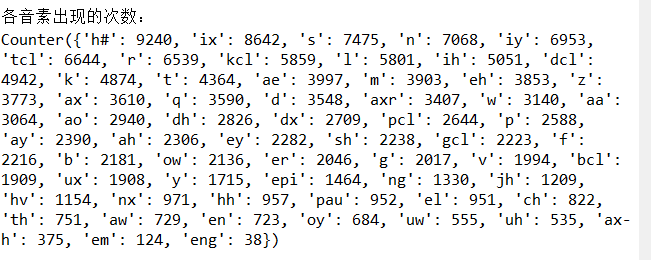 各音素出现的次数：
Counter({'h#': 9240, 'ix': 8642, 's': 7475, 'n': 7068, 'iy': 6953,
'tcl': 6644, 'r': 6539, 'kcl': 5859, 'l': 5801, 'ih': 5051, 'dcl':
4942, 'k': 4874, 't': 4364, 'ae': 3997, 'm': 3903, 'eh': 3853, 'z':
3773, 'ax': 3610, 'q': 3590, 'd': 3548, 'axr': 3407, 'w': 3140, 'aa':
3064, 'ao': 2940, 'dh': 2826, 'dx': 2709, 'pcl': 2644, 'p': 2588,
'ay': 2390, 'ah': 2306, 'ey': 2282, 'sh': 2238, 'gcl': 2223, 'f':
2216, 'b': 2181, 'ow': 2136, 'er': 2046, 'g': 2017, 'v': 1994, 'bcl':
1909, 'ux': 1908, 'y': 1715, 'epi': 1464, 'ng': 1330, 'jh': 1209,
'hv': 1154, 'nx': 971, 'hh': 957, 'pau': 952, 'el': 951, 'ch': 822,
'th': 751, 'aw': 729, 'en': 723, 'oy': 684, 'uw': 555, 'uh': 535, 'ax-
h': 375, 'em': 124, 'eng': 38})